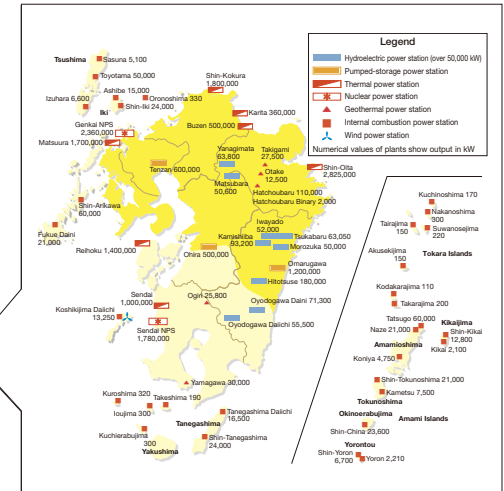 Legend
Hydroelectric power station (over 50,000 kW)
Pumped-storage power station
Thermal power station
Nuclear power station
Geothermal power station
Internal combustion power station
Wind power station
Numerical values of plants show output in kW
Tsushima
Sasuna 5,100
Toyotama 50,000
Ashibe 15,000
Oronoshima 330
Izuhara 6,600
Shin-Iki 24,000
Iki
Genkai NPS
2,360,000
Matsuura 1,700,000
Shin-Kokura
1,800,000
Karita 360,000
Buzen 500,000
Yanagimata
63,800
Takigami
27,500
Tenzan 600,000
Matsubara
50,600
Otake
12,500
Shin-Oita
2,825,000
Hatchoubaru 110,000
Hatchoubaru Binary 2,000
Shin-Arikawa
60,000
Fukue Daini
21,000
Iwayado
52,000
Kamishiiba
93,200
Tsukabaru 63,050
Morozuka 50,000
Reihoku 1,400,000
Ohira 500,000
Omarugawa
1,200,000
Hitotsuse 180,000
Sendai
1,000,000
Ogiri 25,800
Oyodogawa Daini 71,300
Koshikijima Daiichi
13,250
Sendai NPS
1,780,000
Oyodogawa Daiichi 55,500
Yamagawa 30,000
Kuroshima 320
Takeshima 190
Ioujima 300
Tanegashima Daiichi
16,500
Tanegashima
Kuchierabujima
300
Shin-Tanegashima
24,000
Yakushima
Kuchinoshima 170
Nakanoshima
300
Tairajima
150
Suwanosejima
220
Tokara Islands
Akusekijima
150
Kodakarajima 110
Takarajima 200
Tatsugo 60,000
Kikaijima
Naze 21,000
Shin-Kikai
12,800
Amamioshima
Kikai 2,100
Koniya 4,750
Shin-Tokunoshima 21,000
Kametsu 7,500
Tokunoshima
Okinoerabujima
Amami Islands
Shin-China 23,600
Yorontou
Shin-Yoron
6,700
Yoron 2,210